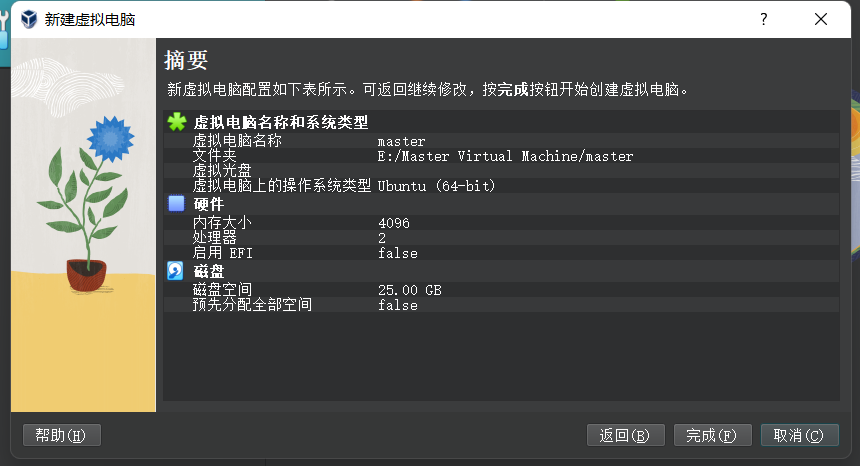 新建虚拟电脑
?
摘要
新虚拟电脑配置如下表所示。可返回继续修改，按完成按钮开始创建虚拟电脑。
虚拟电脑名称和系统类型
虚拟电脑名称 master
文件夹 E:/Master Virtual Machine/master
虚拟光盘
虚拟电脑上的操作系统类型 Ubuntu (64-bit)
硬件
内存大小 4096
处理器 2
启用 EFI false
磁盘
磁盘空间 25.00 GB
预先分配全部空间 false
帮助(H) 返回(B) 完成(F) 取消(C)